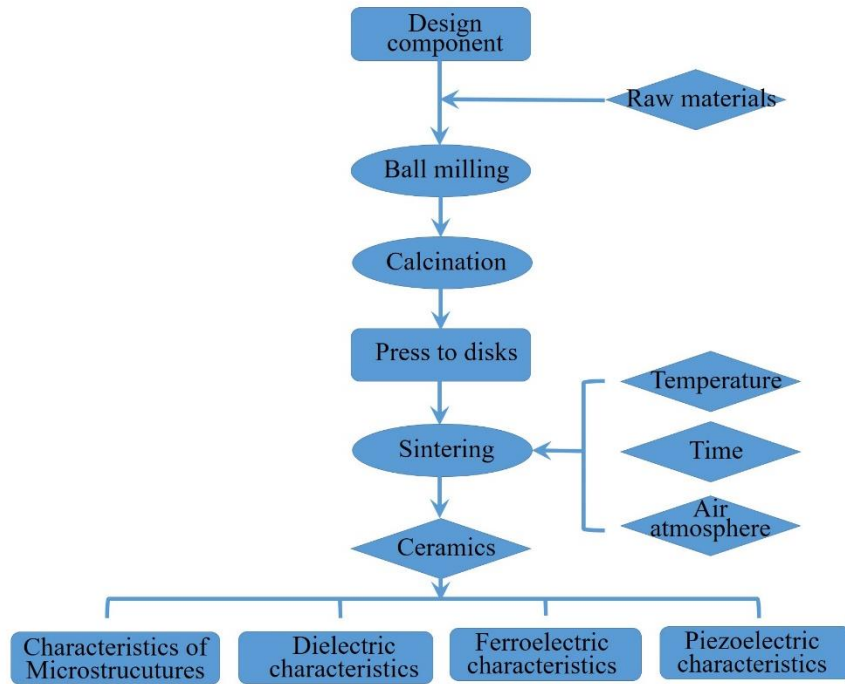 Design
component
Raw materials
Ball milling
Calcination
Press to disks
Temperature
Sintering
Time
Air
atmosphere
Ceramics
Characteristics of
Microstrucutures
Dielectric
characteristics
Ferroelectric
characteristics
Piezoelectric
characteristics